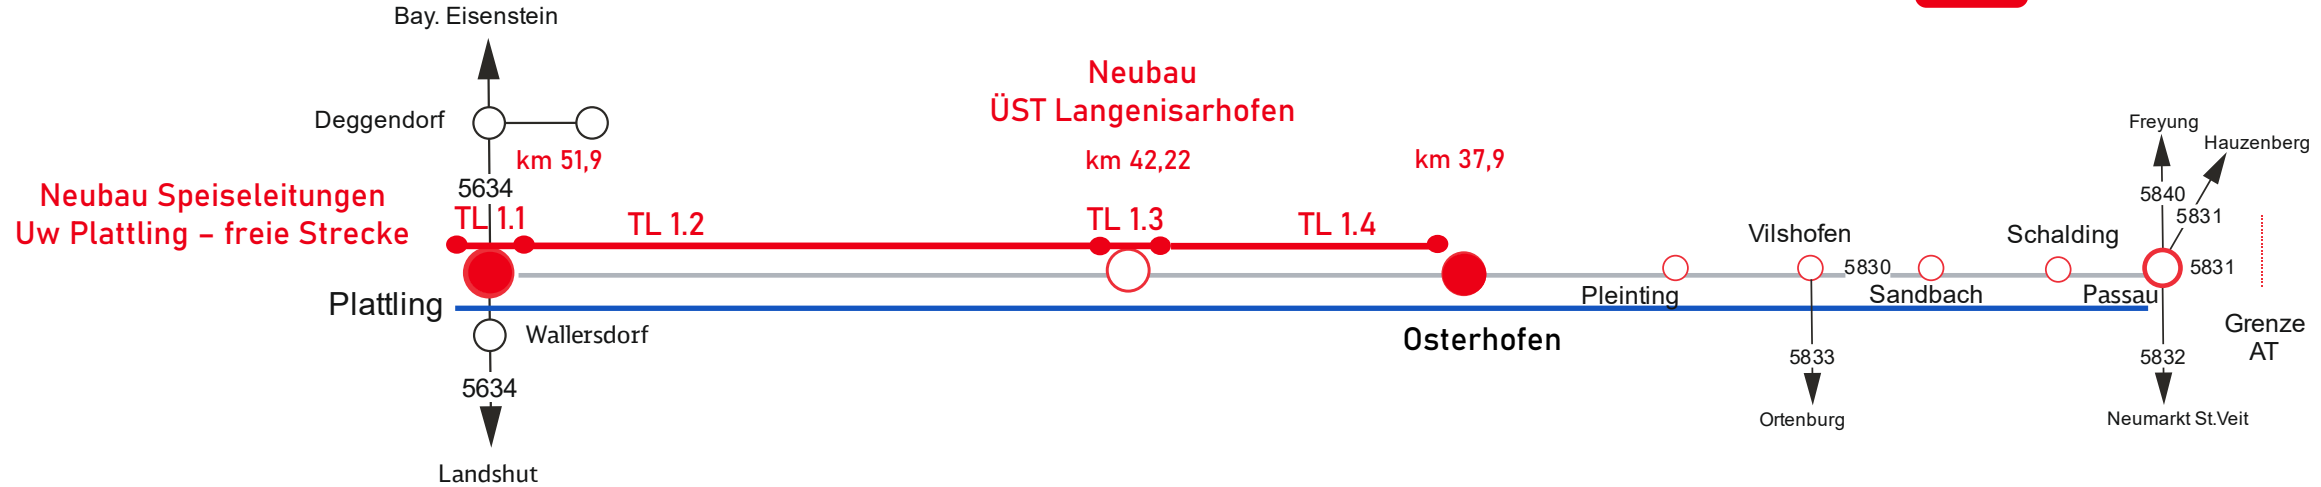 Bay. Eisenstein
Neubau
ÜST Langenisarhofen
Deggendorf
Freyung
Hauzenberg
km 51,9
km 42,22
km 37,9
5634
Neubau Speiseleitungen
Uw Plattling – freie Strecke
TL 1.1
TL 1.2
TL 1.3
TL 1.4
5840
5831
Vilshofen
Schalding
5830
5831
Plattling
Pleinting
Sandbach
Passau
Wallersdorf
Osterhofen
Grenze
AT
5634
5833
5832
Ortenburg
Neumarkt St.Veit
Landshut